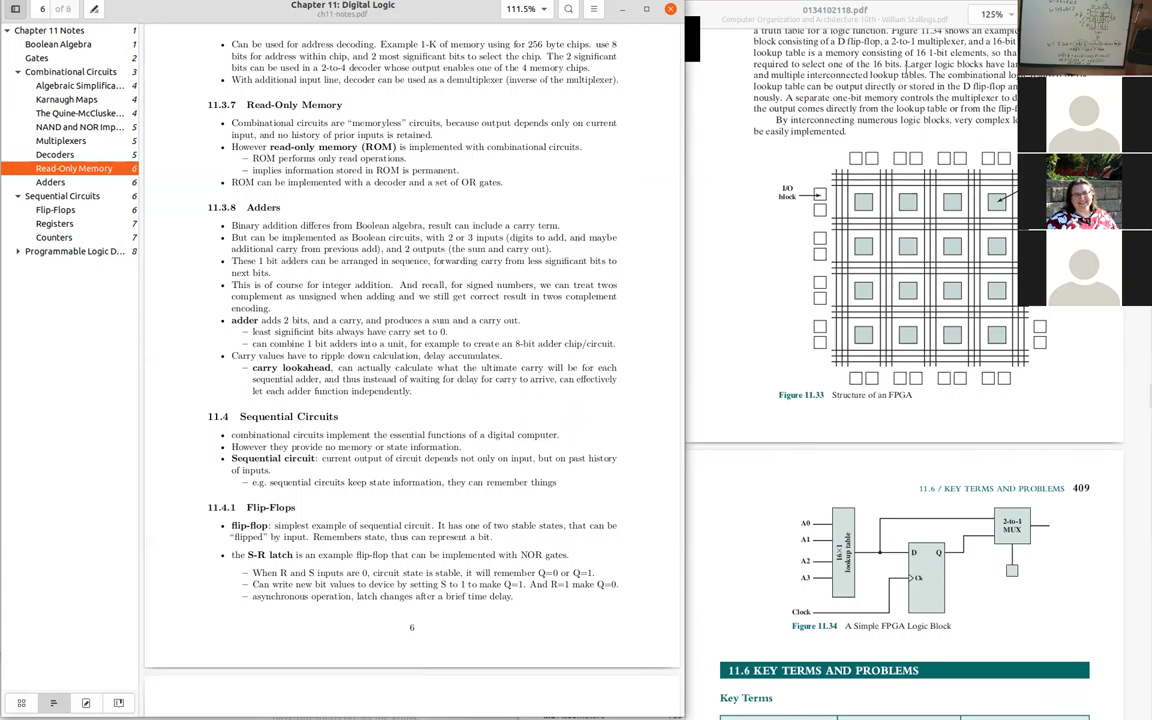 6 of 8
Chapter 11: Digital Logic
ch11-notes.pdf
111.5%
0134102118.pdf
Computer Organization and Architecture 10th - William Stallings.pdf
125%
Chapter 11 Notes 1
Boolean Algebra 1
Gates 2
Combinational Circuits 3
Algebraic Simplifica... 4
Karnaugh Maps 4
The Quine-McCluske... 4
NAND and NOR Imp... 5
Multiplexers 5
Decoders 5
Read-Only Memory 6
Adders 6
Sequential Circuits 6
Flip-Flops 6
Registers 7
Counters 7
Programmable Logic D... 8
• Can be used for address decoding. Example 1-K of memory using for 256 byte chips. use 8
bits for address within chip, and 2 most significant bits to select the chip. The 2 significant
bits can be used in a 2-to-4 decoder whose output enables one of the 4 memory chips.
• With additional input line, decoder can be used as a demultiplexer (inverse of the multiplexer).
11.3.7 Read-Only Memory
• Combinational circuits are “memoryless” circuits, because output depends only on current
input, and no history of prior inputs is retained.
• However read-only memory (ROM) is implemented with combinational circuits.
– ROM performs only read operations.
– implies information stored in ROM is permanent.
• ROM can be implemented with a decoder and a set of OR gates.
11.3.8 Adders
• Binary addition differes from Boolean algebra, result can include a carry term.
• But can be implemented as Boolean circuits, with 2 or 3 inputs (digits to add, and maybe
additional carry from previous add), and 2 outputs (the sum and carry out).
• These 1 bit adders can be arranged in sequence, forwarding carry from less significant bits to
next bits.
• This is of course for integer addition. And recall, for signed numbers, we can treat twos
complement as unsigned when adding and we still get correct result in twos complement
encoding.
• adder adds 2 bits, and a carry, and produces a sum and a carry out.
– least significint bits always have carry set to 0.
– can combine 1 bit adders into a unit, for example to create an 8-bit adder chip/circuit.
• Carry values have to ripple down calculation, delay accumulates.
– carry lookahead, can actually calculate what the ultimate carry will be for each
sequential adder, and thus insteaad of waiting for delay for carry to arrive, can effectively
let each adder function independently.
11.4 Sequential Circuits
• combinational circuits implement the essential functions of a digital computer.
• However they provide no memory or state information.
• Sequential circuit: current output of circuit depends not only on input, but on past history
of inputs.
– e.g. sequential circuits keep state information, they can remember things
11.4.1 Flip-Flops
• flip-flop: simplest example of sequential circuit. It has one of two stable states, that can be
“flipped” by input. Remembers state, thus can represent a bit.
• the S-R latch is an example flip-flop that can be implemented with NOR gates.
– When R and S inputs are 0, circuit state is stable, it will remember Q=0 or Q=1.
– Can write new bit values to device by setting S to 1 to make Q=1. And R=1 make Q=0.
– asynchronous operation, latch changes after a brief time delay.
6
a truth table for a logic function. Figure 11.34 shows an
block consisting of a D flip-flop, a 2-to-1 multiplexer, and a 16-bit
lookup table is a memory consisting of 16 1-bit elements, so tha
required to select one of the 16 bits. Larger logic blocks have lar
and multiple interconnected lookup tables. The combinational lo
lookup table can be output directly or stored in the D flip-flop an
nously. A separate one-bit memory controls the multiplexer to d
the output comes directly from the lookup table or from the flip-f
By interconnecting numerous logic blocks, very complex lo
be easily implemented.
I/O
block
Figure 11.33 Structure of an FPGA
11.6 / KEY TERMS AND PROBLEMS 409
A0
A1
A2
A3
16×1
lookup table
D Q
Ck
2-to-1
MUX
Clock
Figure 11.34 A Simple FPGA Logic Block
11.6 KEY TERMS AND PROBLEMS
Key Terms